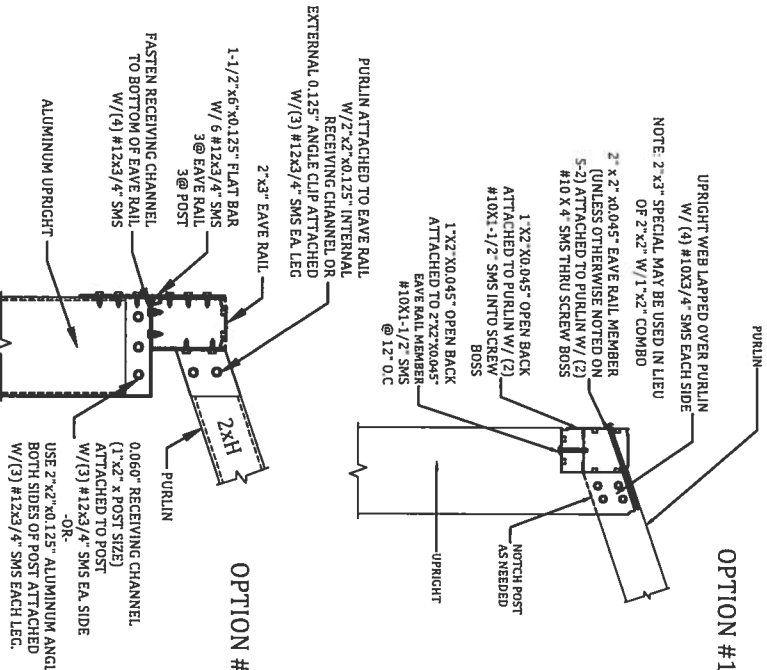 OPTION #1
PURLIN
UPRIGHT WEB LAPPED OVER PURLIN
W/ (4) #10X3/4" SMS EACH SIDE
NOTE: 2"x3" SPECIAL MAY BE USED IN LIEU
OF 2"x2" W/1"x2" COMBO
2" x 2" x0.045" EAVE RAIL MEMBER
(UNLESS OTHERWISE NOTED ON
S-2) ATTACHED TO PURLIN W/ (2)
#10 X 4" SMS THRU SCREW BOSS
1"X2"X0.045" OPEN BACK
ATTACHED TO PURLIN W/ (2)
#10X1-1/2" SMS INTO SCREW
BOSS
1"X2"X0.045" OPEN BACK
ATTACHED TO 2"X2"X0.045"
EAVE RAIL MEMBER
#10X1-1/2" SMS
@ 12" O.C
NOTCH POST
AS NEEDED
UPRIGHT
OPTION #
PURLIN ATTACHED TO EAVE RAIL
W/2"x2"x0.125" INTERNAL
RECEIVING CHANNEL OR
EXTERNAL 0.125" ANGLE CLIP ATTACHED
W/(3) #12x3/4" SMS EA LEG
2"x3" EAVE RAIL
1-1/2"x6"x0.125" FLAT BAR
W/ 6 #12x3/4" SMS
3@ EAVE RAIL
3@ POST
FASTEN RECEIVING CHANNEL
TO BOTTOM OF EAVE RAIL
W/(4) #12x3/4" SMS
ALUMINUM UPRIGHT
2xH
PURLIN
0.060" RECEIVING CHANNEL
(1"x2" x POST SIZE)
ATTACHED TO POST
W/(3) #12x3/4" SMS EA. SIDE
-OR-
USE 2"x2"x0.125" ALUMINUM ANGL
BOTH SIDES OF POST ATTACHED
W/(3) #12x3/4" SMS EACH LEG.